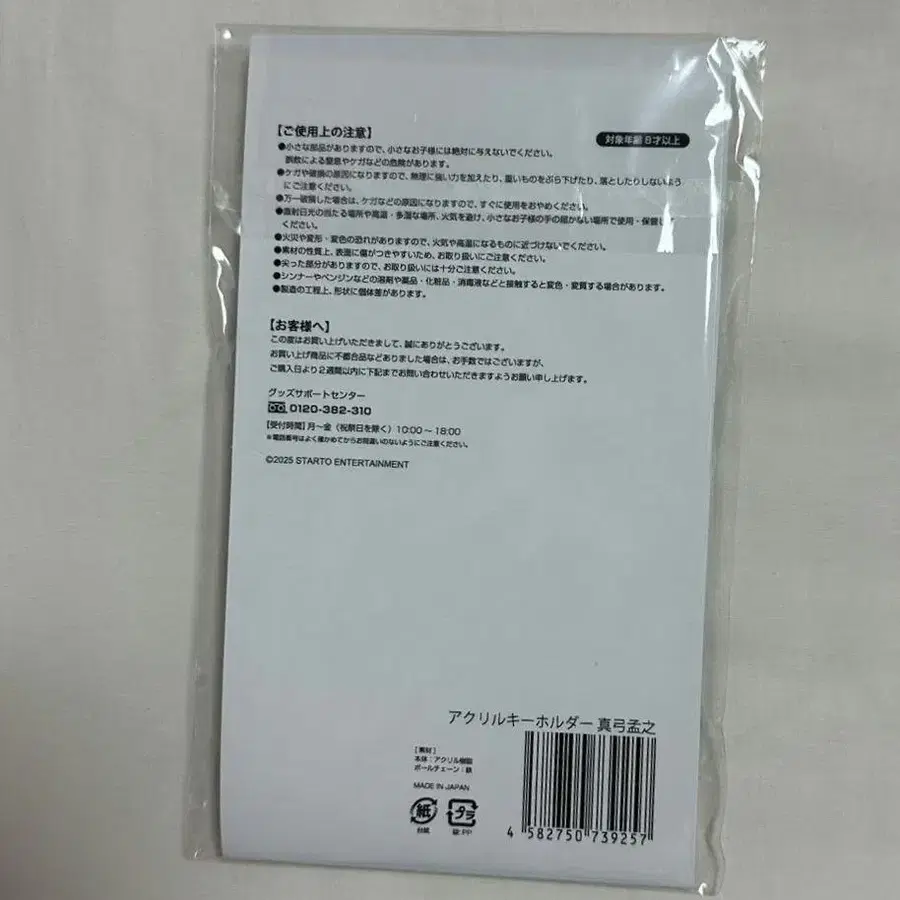 【ご使用上の注意】
対象年齢 8才以上
●小さな部品がありますので、小さなお子様には絶対に与えないでください。
誤飲による窒息やケガなどの危険があります。
●ケガや破損の原因になりますので、無理に強い力を加えたり、重いものをぶら下げたり、落としたりしないよう
にご注意ください。
●万一破損した場合は、ケガなどの原因になりますので、すぐに使用をおやめください。
●直射日光の当たる場所や高温・多湿な場所、火気を避け、小さなお子様の手の届かない場所で使用・保管して
ください。
●火災や変形・変色の恐れがありますので、火気や高温になるものに近づけないでください。
●素材の性質上、表面に傷がつきやすいため、お取り扱いにご注意ください。
●尖った部分がありますので、お取り扱いには十分ご注意ください。
●シンナーやベンジンなどの溶剤や薬品・化粧品・消毒液などと接触すると変色・変質する場合があります。
●製造の工程上、形状に個体差があります。
【お客様へ】
この度はお買い上げいただきまして、誠にありがとうございます。
お買い上げ商品に不都合品などありました場合は、お手数ではございますが、
ご購入日より2週間以内に下記までお問い合わせいただきますようお願い申し上げます。
グッズサポートセンター
0120-382-310
【受付時間】月～金(祝祭日を除く)10:00～18:00
※電話番号はよく確かめてからお間違いのないようにご注意ください。
©2025 STARTO ENTERTAINMENT
アクリルキーホルダー 真弓孟之
[素材]
本体:アクリル樹脂
ボールチェーン:鉄
MADE IN JAPAN
紙 プラ
台紙 袋:PP
4 582750 739257